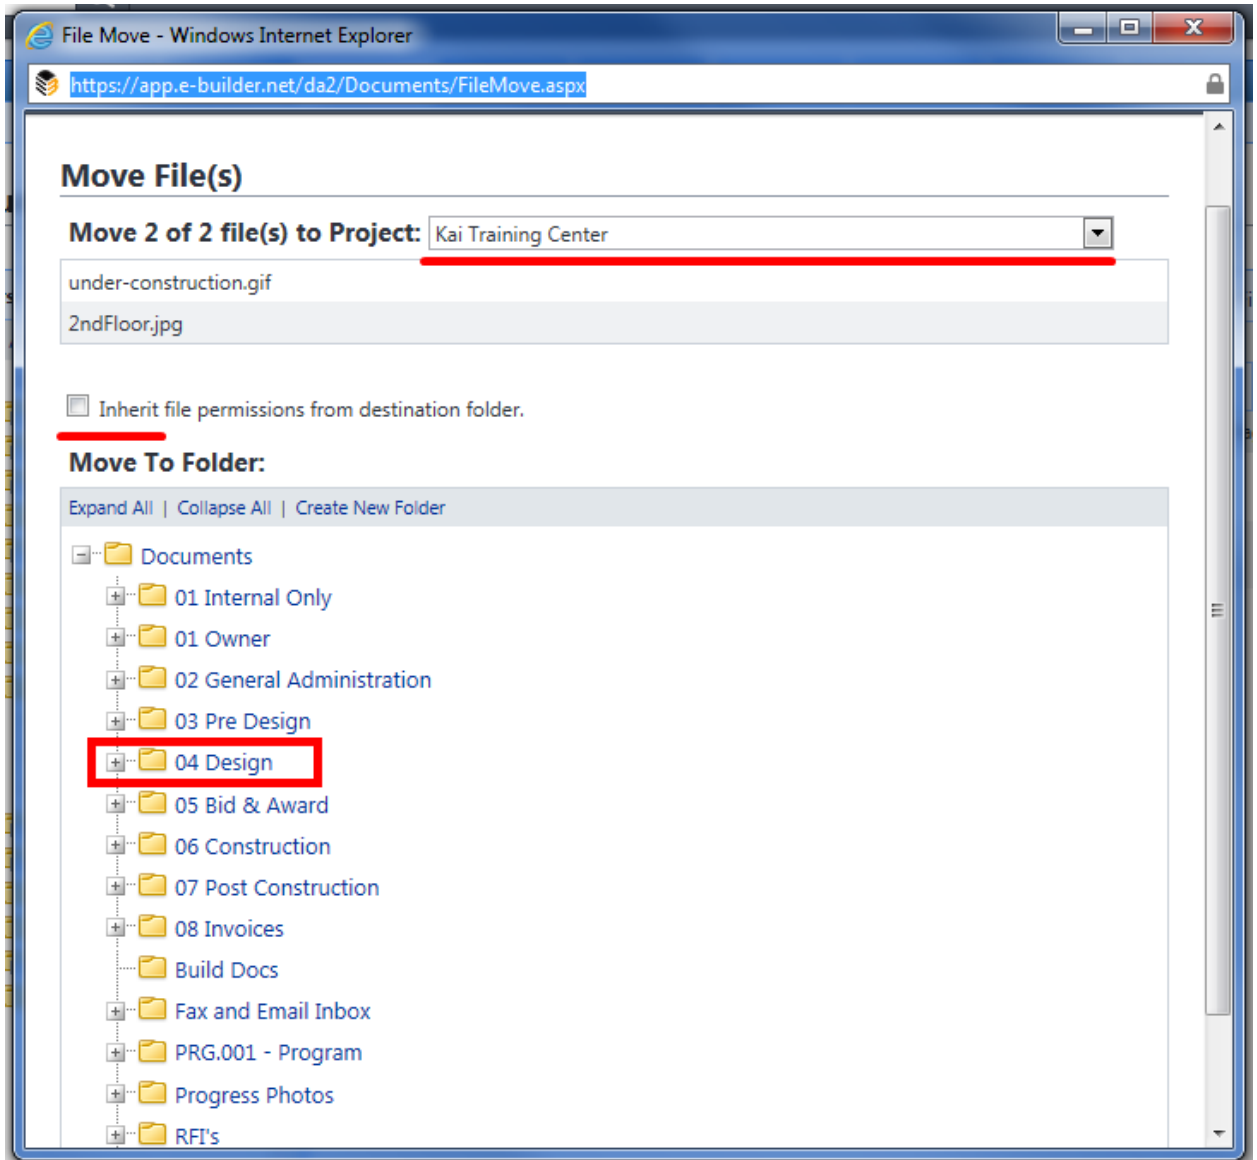 File Move - Windows Internet Explorer
https://app.e-builder.net/da2/Documents/FileMove.aspx
Move File(s)
Move 2 of 2 file(s) to Project: Kai Training Center
under-construction.gif
2ndFloor.jpg
Inherit file permissions from destination folder.
Move To Folder:
Expand All | Collapse All | Create New Folder
Documents
01 Internal Only
01 Owner
02 General Administration
03 Pre Design
04 Design
05 Bid & Award
06 Construction
07 Post Construction
08 Invoices
Build Docs
Fax and Email Inbox
PRG.001 - Program
Progress Photos
RFI's